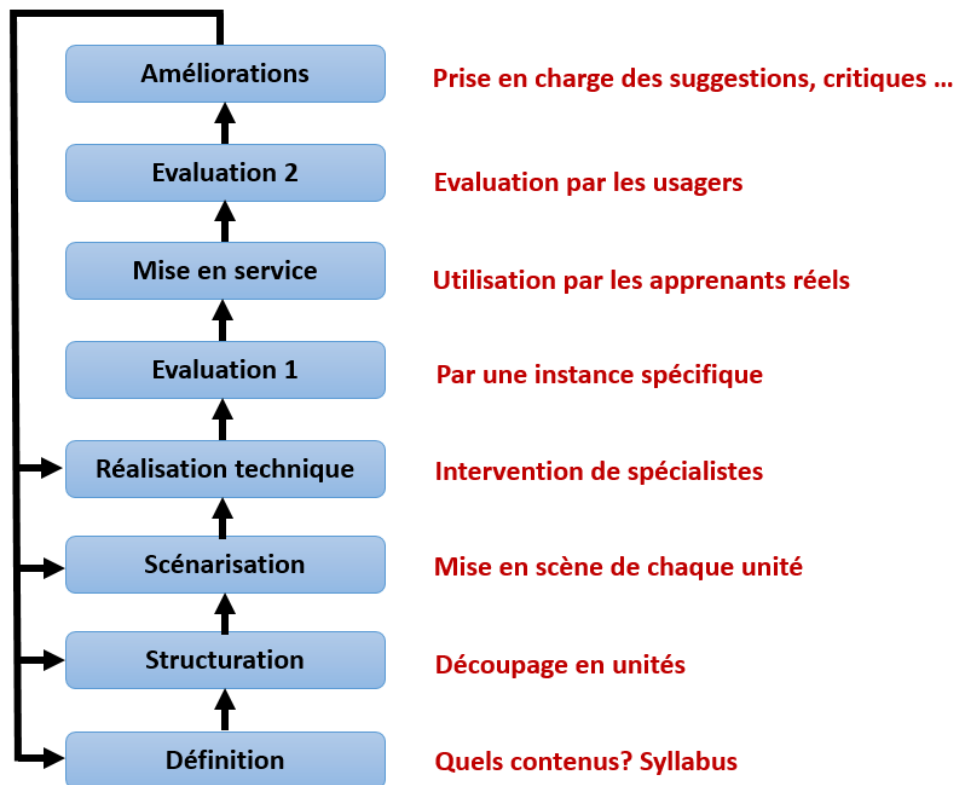 Améliorations
Prise en charge des suggestions, critiques …
Evaluation 2
Evaluation par les usagers
Mise en service
Utilisation par les apprenants réels
Evaluation 1
Par une instance spécifique
Réalisation technique
Intervention de spécialistes
Scénarisation
Mise en scène de chaque unité
Structuration
Découpage en unités
Définition
Quels contenus? Syllabus